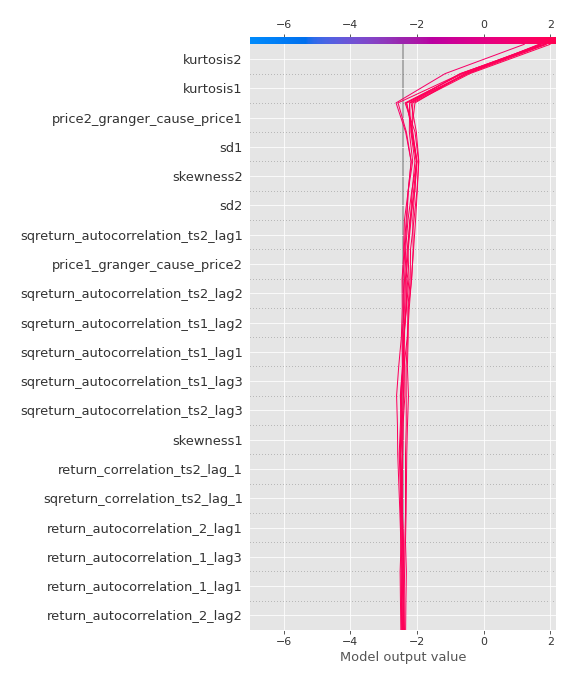 −6 −4 −2 0 2
kurtosis2
kurtosis1
price2_granger_cause_price1
sd1
skewness2
sd2
sqreturn_autocorrelation_ts2_lag1
price1_granger_cause_price2
sqreturn_autocorrelation_ts2_lag2
sqreturn_autocorrelation_ts1_lag2
sqreturn_autocorrelation_ts1_lag1
sqreturn_autocorrelation_ts1_lag3
sqreturn_autocorrelation_ts2_lag3
skewness1
return_correlation_ts2_lag_1
sqreturn_correlation_ts2_lag_1
return_autocorrelation_2_lag1
return_autocorrelation_1_lag3
return_autocorrelation_1_lag1
return_autocorrelation_2_lag2
−6 −4 −2 0 2
Model output value